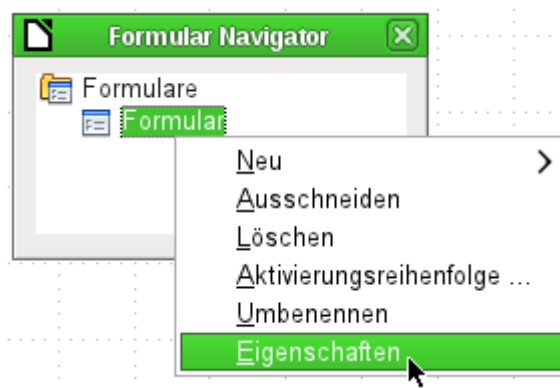 Formular Navigator
Formulare
Formular
Neu
Ausschneiden
Löschen
Aktivierungsreihenfolge ...
Umbenennen
Eigenschaften